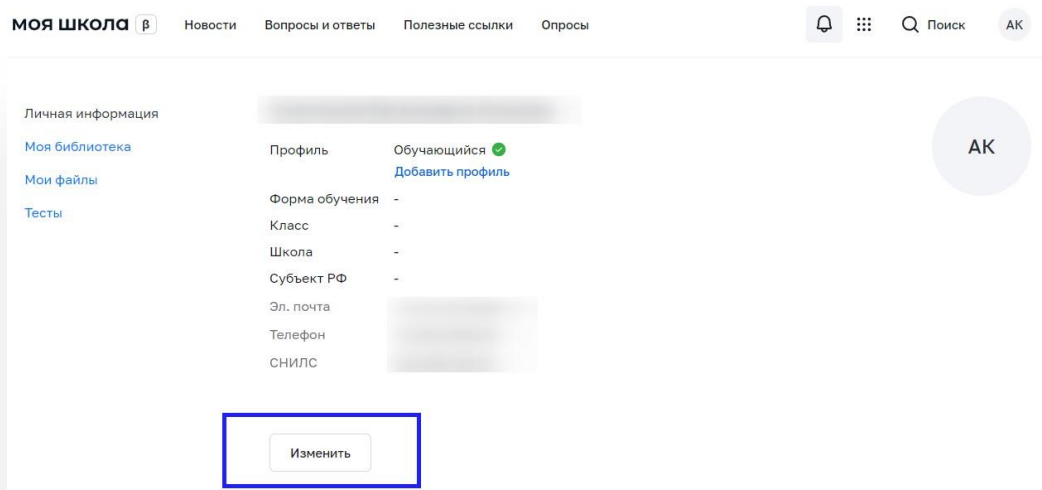 моя школа β Новости Вопросы и ответы Полезные ссылки Опросы Поиск АК
Личная информация
Моя библиотека
Мои файлы
Тесты
Профиль Обучающийся
Добавить профиль
Форма обучения -
Класс -
Школа -
Субъект РФ -
Эл. почта
Телефон
СНИЛС
Изменить
АК